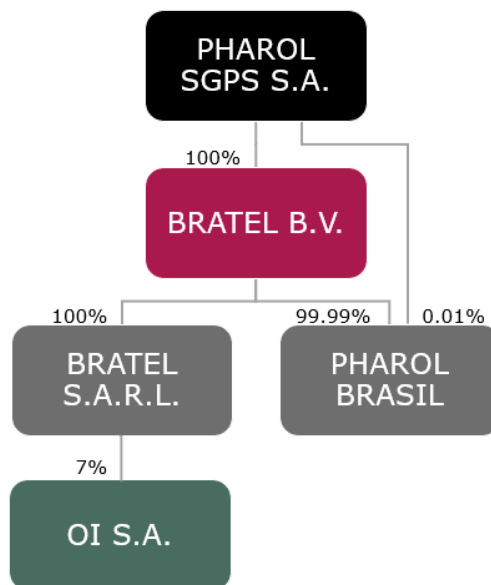 PHAROL
SGPS S.A.
100%
BRATEL B.V.
100%
99.99%
0.01%
BRATEL
S.A.R.L.
PHAROL
BRASIL
7%
OI S.A.